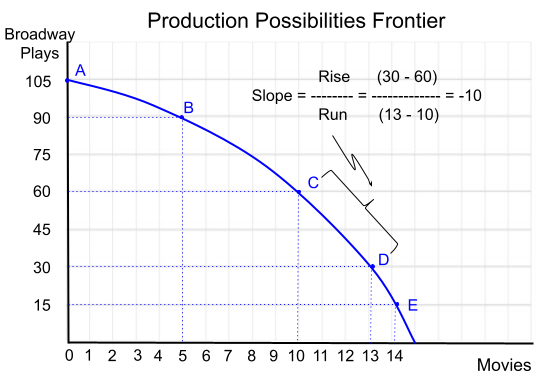 Production Possibilities Frontier
Broadway
Plays
A
105
Rise (30 - 60)
Slope = -------- = ------------- = -10
Run (13 - 10)
B
90
75
C
60
45
D
30
E
15
0 1 2 3 4 5 6 7 8 9 10 11 12 13 14
Movies